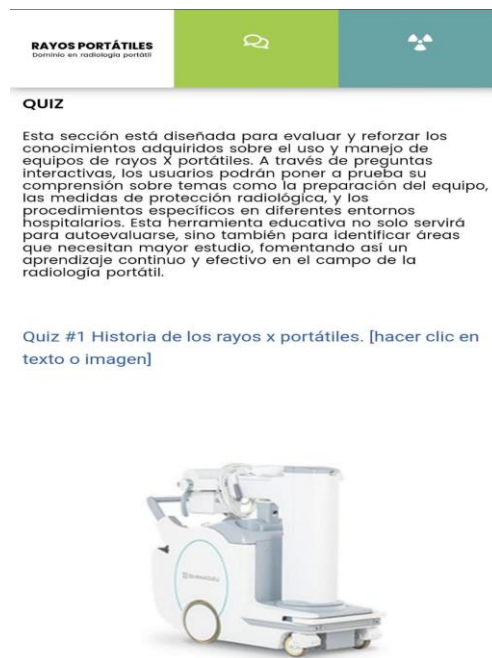 RAYOS PORTÁTILES
Dominio en radiología portátil
QUIZ
Esta sección está diseñada para evaluar y reforzar los
conocimientos adquiridos sobre el uso y manejo de
equipos de rayos X portátiles. A través de preguntas
interactivas, los usuarios podrán poner a prueba su
comprensión sobre temas como la preparación del equipo,
las medidas de protección radiológica, y los
procedimientos específicos en diferentes entornos
hospitalarios. Esta herramienta educativa no solo servirá
para autoevaluarse, sino también para identificar áreas
que necesitan mayor estudio, fomentando así un
aprendizaje continuo y efectivo en el campo de la
radiología portátil.
Quiz #1 Historia de los rayos x portátiles. [hacer clic en
texto o imagen]
SHIMADZU